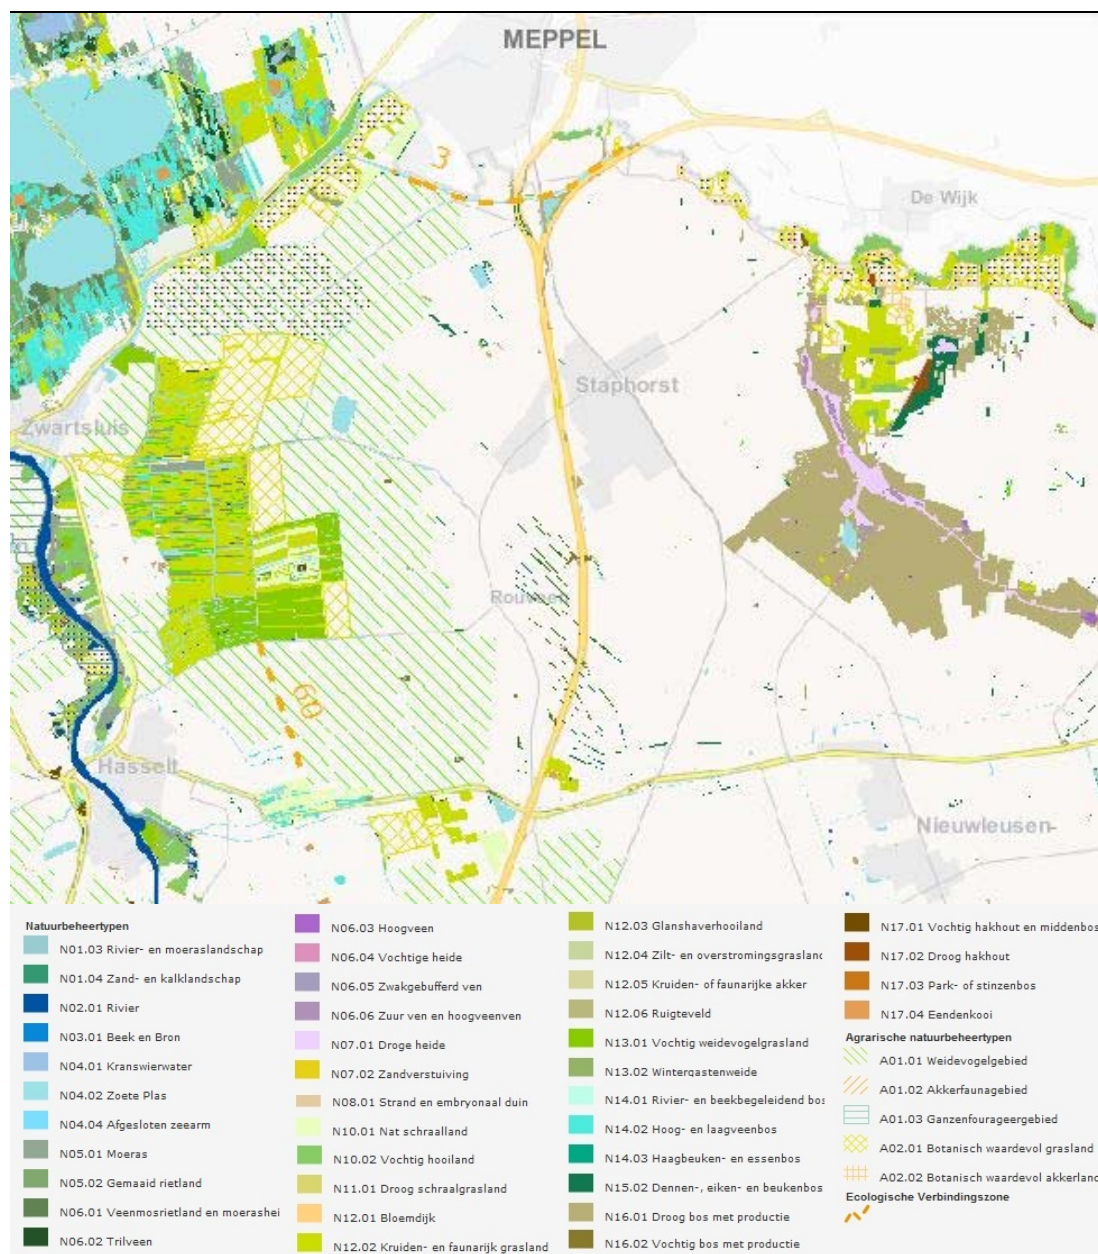 MEPPEL
3
De Wijk
Staphorst
Zwartsluis
Rouveen
60
Hasselt
Nieuwleusen
Natuurbeheertypen
N01.03 Rivier- en moeraslandschap
N01.04 Zand- en kalklandschap
N02.01 Rivier
N03.01 Beek en Bron
N04.01 Kranswierwater
N04.02 Zoete Plas
N04.04 Afgesloten zeearm
N05.01 Moeras
N05.02 Gemaaid rietland
N06.01 Veenmosrietland en moerashei
N06.02 Trilveen
N06.03 Hoogveen
N06.04 Vochtige heide
N06.05 Zwakgebufferd ven
N06.06 Zuur ven en hoogveenven
N07.01 Droge heide
N07.02 Zandverstuiving
N08.01 Strand en embryonaal duin
N10.01 Nat schraalland
N10.02 Vochtig hooiland
N11.01 Droog schraalgrasland
N12.01 Bloemdijk
N12.02 Kruiden- en faunarijk grasland
N12.03 Glanshaverhooiland
N12.04 Zilt- en overstromingsgrasland
N12.05 Kruiden- of faunarijke akker
N12.06 Ruigteveld
N13.01 Vochtig weidevogelgrasland
N13.02 Wintergastenweide
N14.01 Rivier- en beekbegeleidend bos
N14.02 Hoog- en laagveenbos
N14.03 Haagbeuken- en essenbos
N15.02 Dennen-, eiken- en beukenbos
N16.01 Droog bos met productie
N16.02 Vochtig bos met productie
N17.01 Vochtig hakhout en middenbos
N17.02 Droog hakhout
N17.03 Park- of stinzenbos
N17.04 Eendenkooi
Agrarische natuurbeheertypen
A01.01 Weidevogelgebied
A01.02 Akkerfaunagebied
A01.03 Ganzenfourageergebied
A02.01 Botanisch waardevol grasland
A02.02 Botanisch waardevol akkerland
Ecologische Verbindingszone